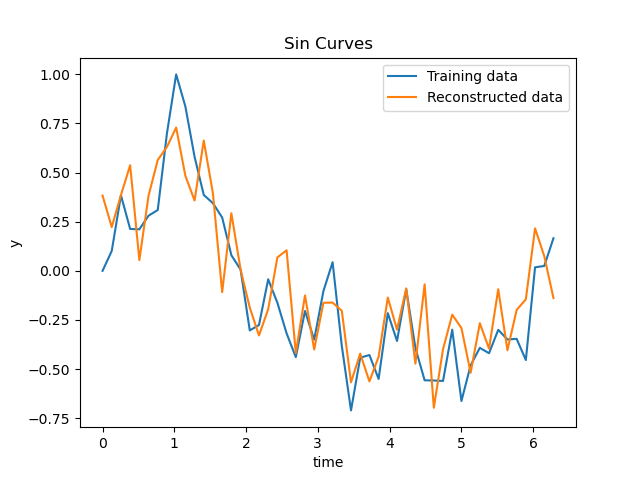 Sin Curves
Training data
Reconstructed data
1.00
0.75
0.50
0.25
0.00
−0.25
−0.50
−0.75
y
0 1 2 3 4 5 6
time